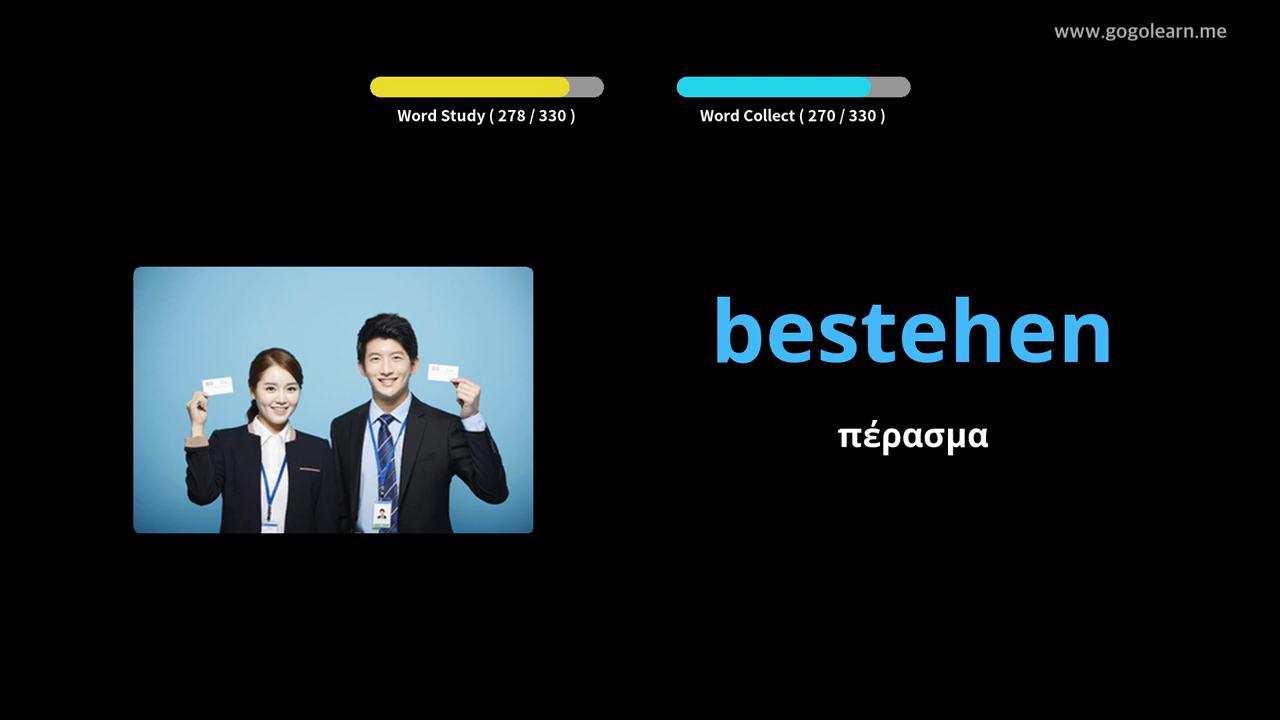 www.gogolearn.me
Word Study ( 278 / 330 )
Word Collect ( 270 / 330 )
bestehen
πέρασμα